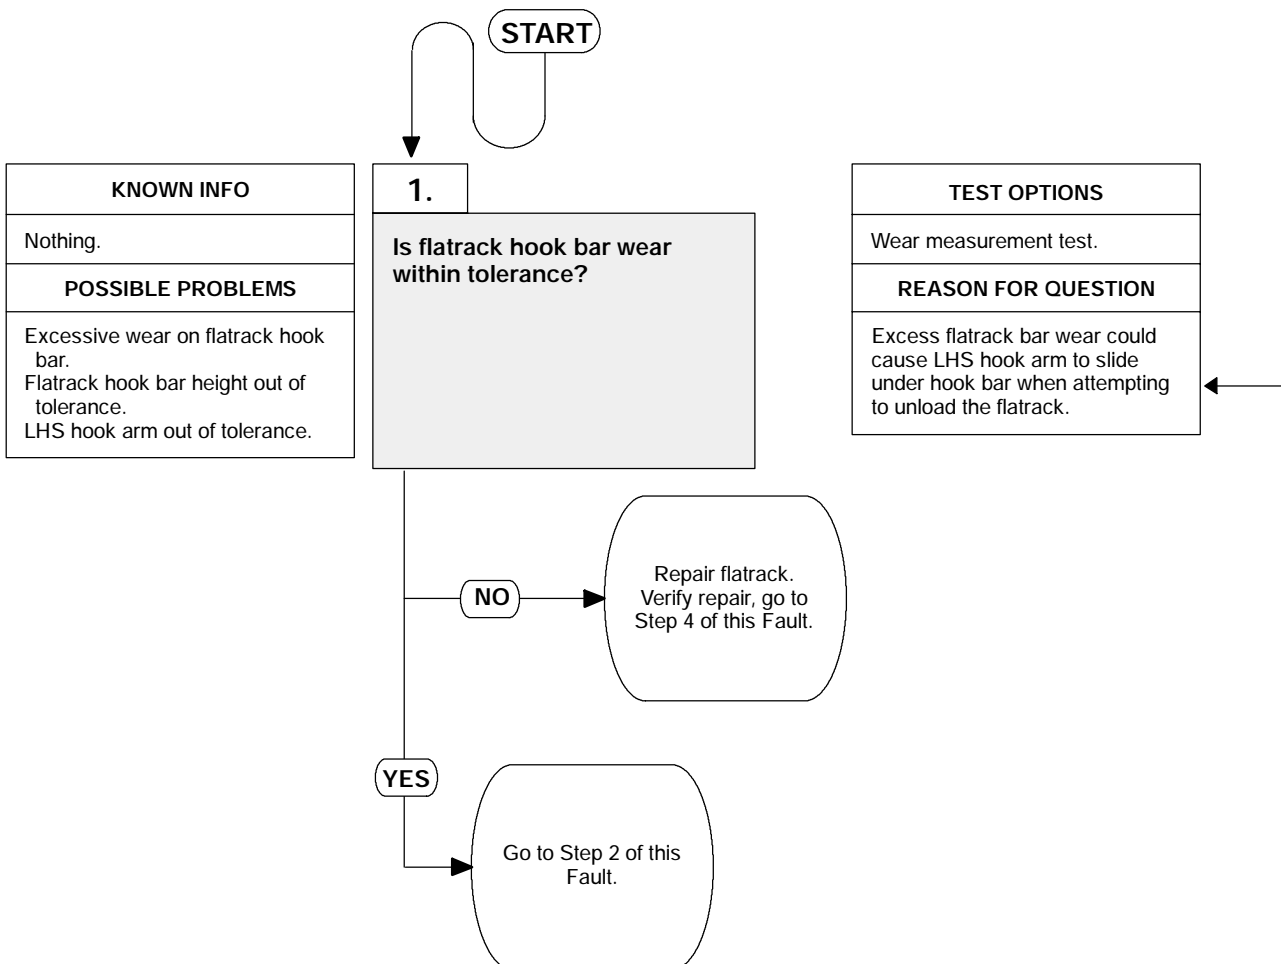 START
KNOWN INFO
Nothing.
POSSIBLE PROBLEMS
Excessive wear on flatrack hook
bar.
Flatrack hook bar height out of
tolerance.
LHS hook arm out of tolerance.
1.
Is flatrack hook bar wear
within tolerance?
TEST OPTIONS
Wear measurement test.
REASON FOR QUESTION
Excess flatrack bar wear could
cause LHS hook arm to slide
under hook bar when attempting
to unload the flatrack.
NO
Repair flatrack.
Verify repair, go to
Step 4 of this Fault.
YES
Go to Step 2 of this
Fault.